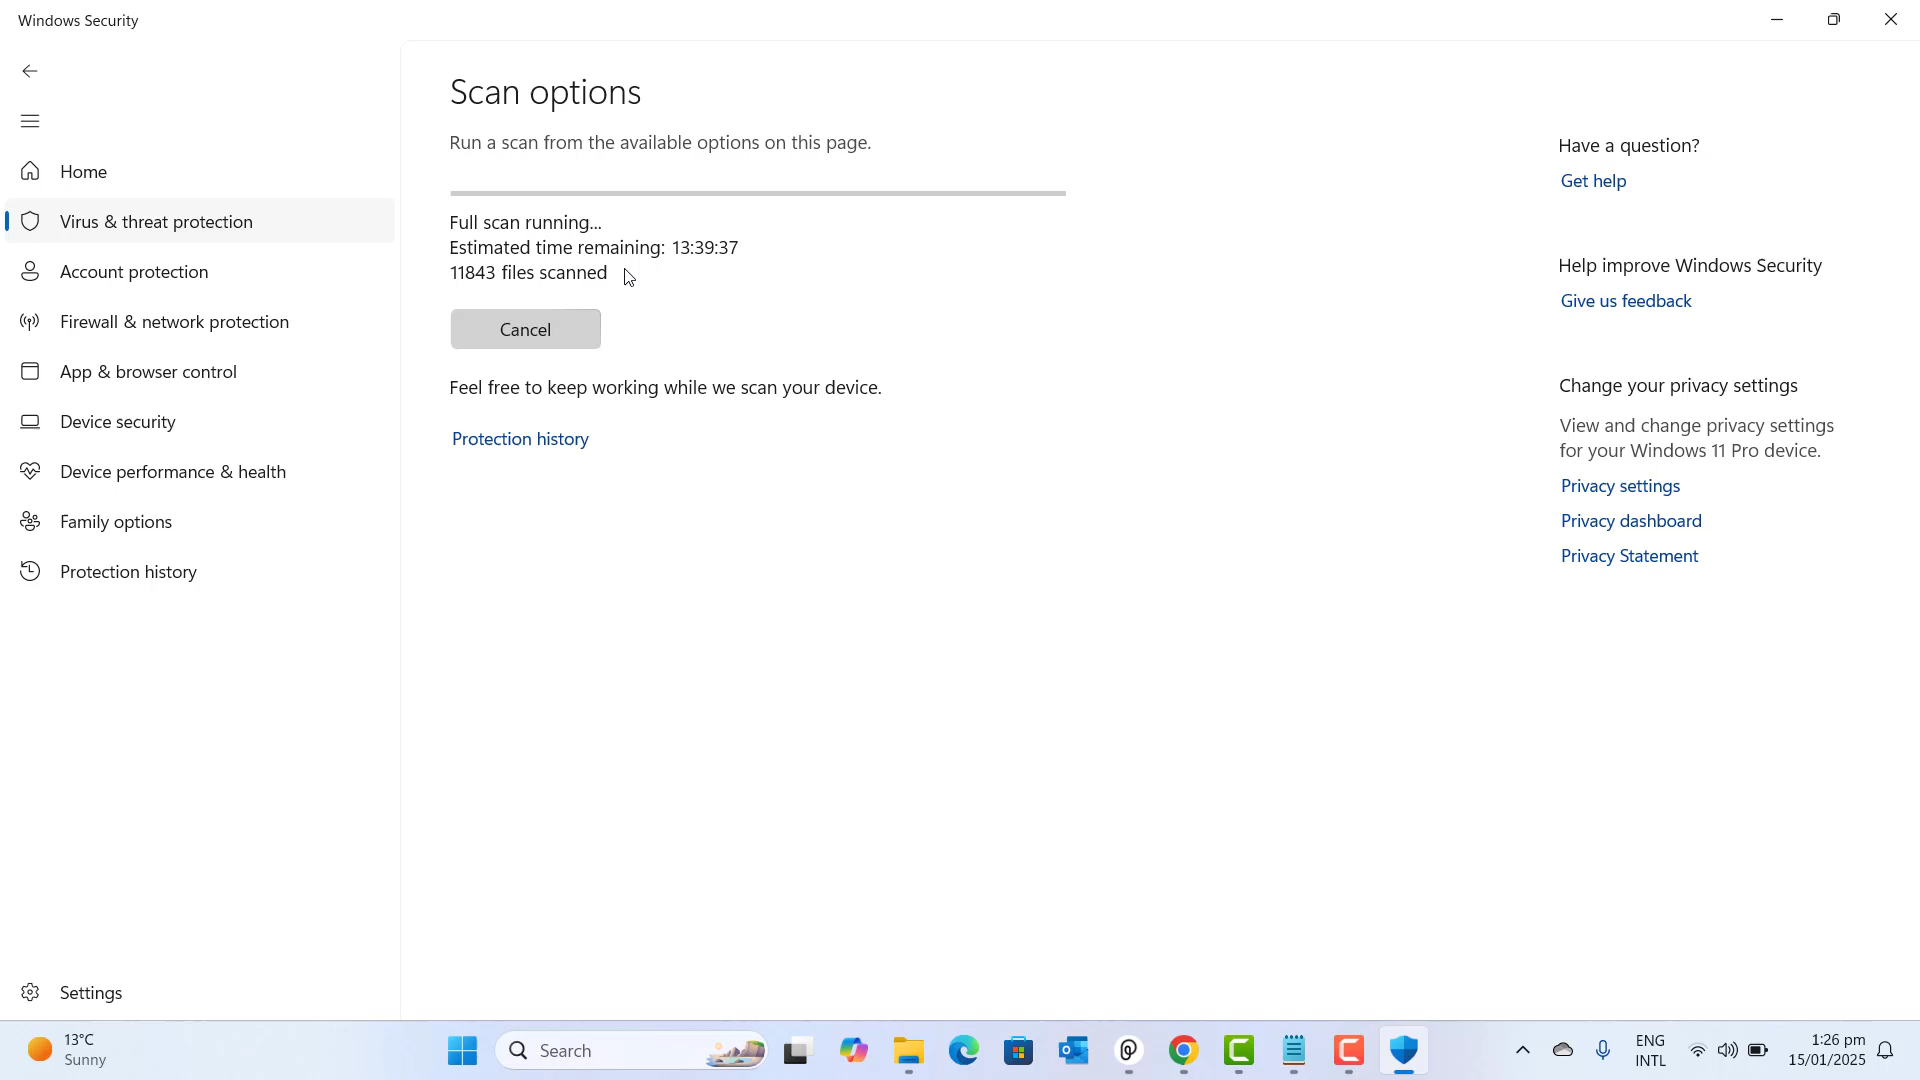 Windows Security
Home
Virus & threat protection
Account protection
Firewall & network protection
App & browser control
Device security
Device performance & health
Family options
Protection history
Settings
Scan options
Run a scan from the available options on this page.
Full scan running...
Estimated time remaining: 13:39:37
11843 files scanned
Cancel
Feel free to keep working while we scan your device.
Protection history
Have a question?
Get help
Help improve Windows Security
Give us feedback
Change your privacy settings
View and change privacy settings
for your Windows 11 Pro device.
Privacy settings
Privacy dashboard
Privacy Statement
13°C
Sunny
Search
ENG
INTL
1:26 pm
15/01/2025